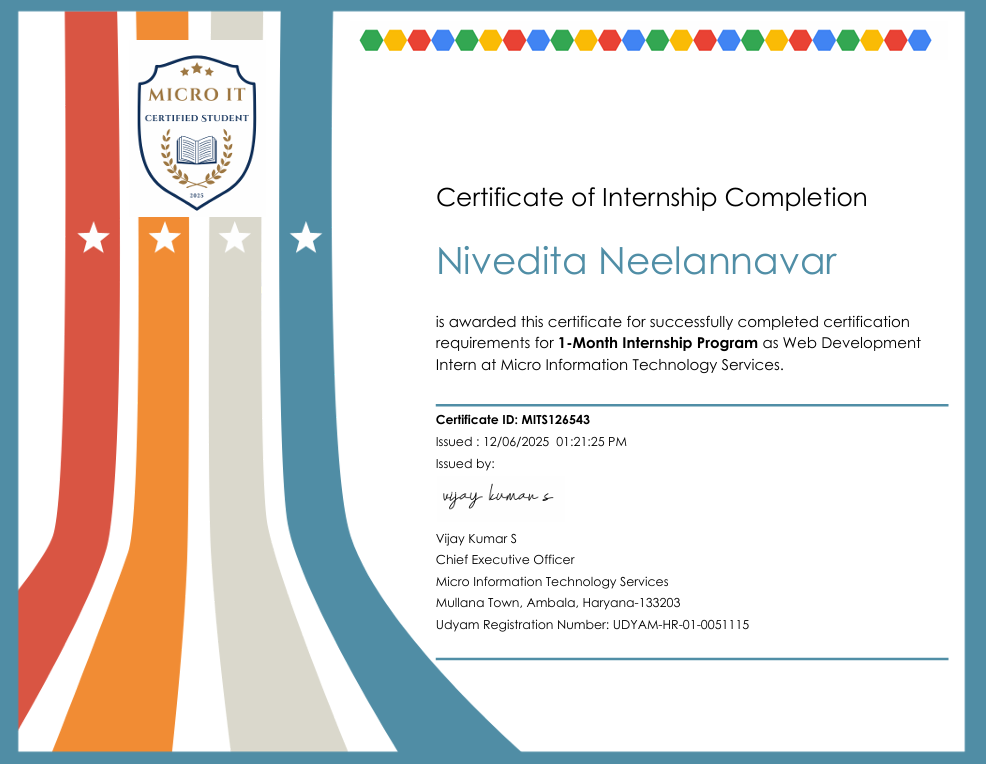 MICRO IT
CERTIFIED STUDENT
2025
Certificate of Internship Completion
Nivedita Neelannavar
is awarded this certificate for successfully completed certification
requirements for 1-Month Internship Program as Web Development
Intern at Micro Information Technology Services.
Certificate ID: MITS126543
Issued : 12/06/2025  01:21:25 PM
Issued by:
vijay kumar s
Vijay Kumar S
Chief Executive Officer
Micro Information Technology Services
Mullana Town, Ambala, Haryana-133203
Udyam Registration Number: UDYAM-HR-01-0051115